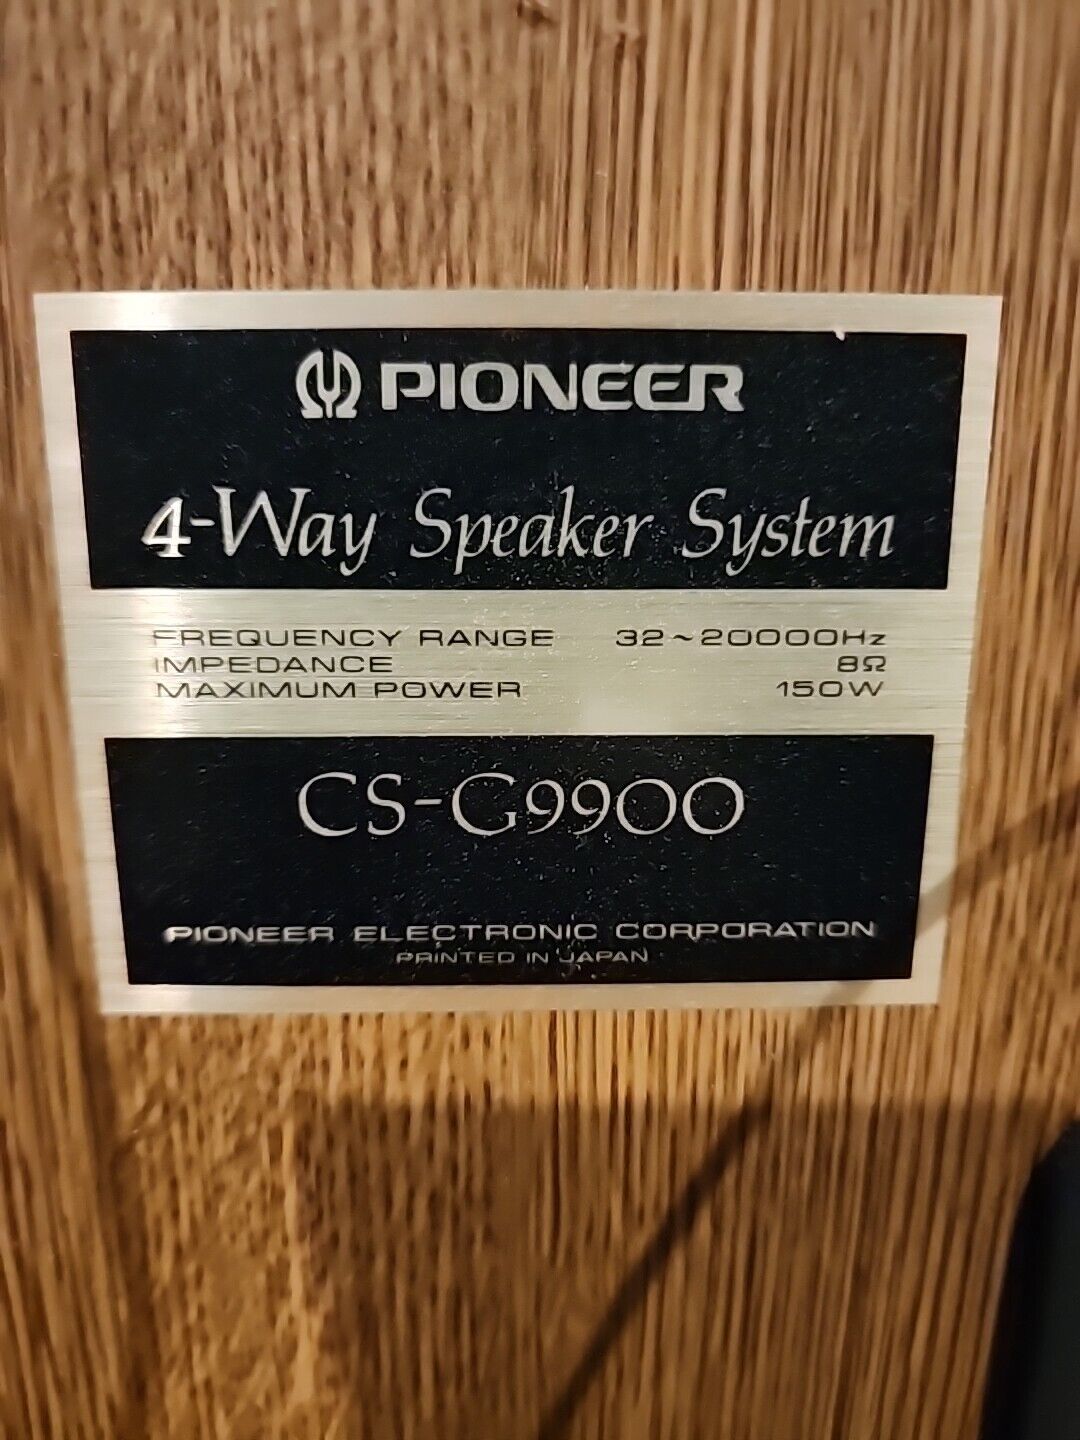 PIONEER
4-Way Speaker System
FREQUENCY RANGE 32~20000Hz
IMPEDANCE 8Ω
MAXIMUM POWER 150W
CS-G9900
PIONEER ELECTRONIC CORPORATION
PRINTED IN JAPAN